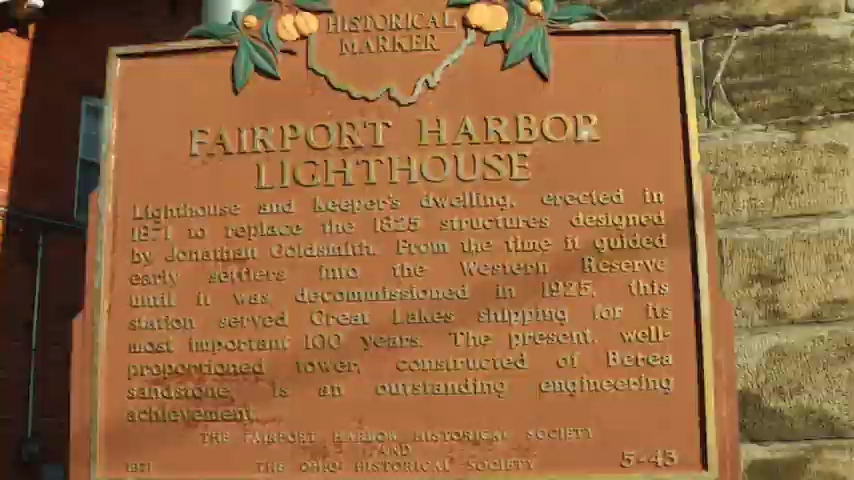 HISTORICAL
MARKER
FAIRPORT HARBOR
LIGHTHOUSE
Lighthouse and keeper's dwelling, erected in
1871 to replace the 1825 structures designed
by Jonathan Goldsmith. From the time it guided
early settlers into the Western Reserve
until it was decommissioned in 1925, this
station served Great Lakes shipping for its
most important 100 years. The present, well-
proportioned tower, constructed of Berea
sandstone, is an outstanding engineering
achievement.
THE FAIRPORT HARBOR HISTORICAL SOCIETY
AND
1971 THE OHIO HISTORICAL SOCIETY 5-43